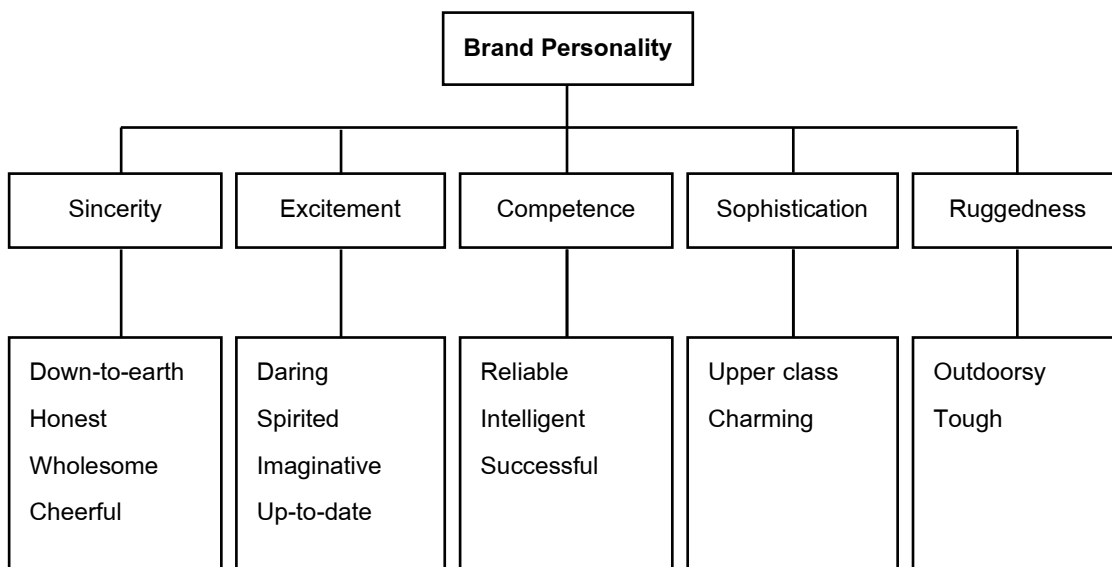 Brand Personality
Sincerity
Excitement
Competence
Sophistication
Ruggedness
Down-to-earth
Honest
Wholesome
Cheerful
Daring
Spirited
Imaginative
Up-to-date
Reliable
Intelligent
Successful
Upper class
Charming
Outdoorsy
Tough